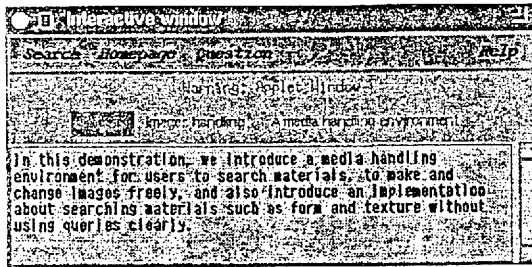 Interactive window
Search Homepage Question Help
Warning: Applet Window
Images handling A media handling environment
In this demonstration, we introduce a media handling
environment for users to search materials, to make and
change images freely, and also introduce an implementation
about searching materials such as form and texture without
using queries clearly.